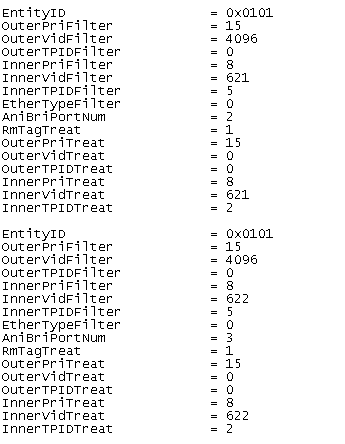 EntityID = 0x0101
OuterPriFilter = 15
OuterVidFilter = 4096
OuterTPIDFilter = 0
InnerPriFilter = 8
InnerVidFilter = 621
InnerTPIDFilter = 5
EtherTypeFilter = 0
AniBriPortNum = 2
RmTagTreat = 1
OuterPriTreat = 15
OuterVidTreat = 0
OuterTPIDTreat = 0
InnerPriTreat = 8
InnerVidTreat = 621
InnerTPIDTreat = 2
EntityID = 0x0101
OuterPriFilter = 15
OuterVidFilter = 4096
OuterTPIDFilter = 0
InnerPriFilter = 8
InnerVidFilter = 622
InnerTPIDFilter = 5
EtherTypeFilter = 0
AniBriPortNum = 3
RmTagTreat = 1
OuterPriTreat = 15
OuterVidTreat = 0
OuterTPIDTreat = 0
InnerPriTreat = 8
InnerVidTreat = 622
InnerTPIDTreat = 2